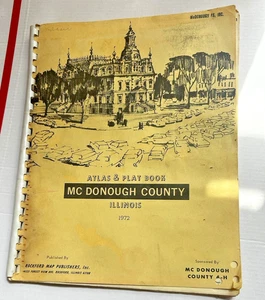 McDONOUGH
ATLAS & PLAT BOOK
MC DONOUGH COUNTY
ILLINOIS
1972
Published By
ROCKFORD MAP PUBLISHERS, Inc.
Sponsored By
MC DONOUGH
COUNTY 4-H